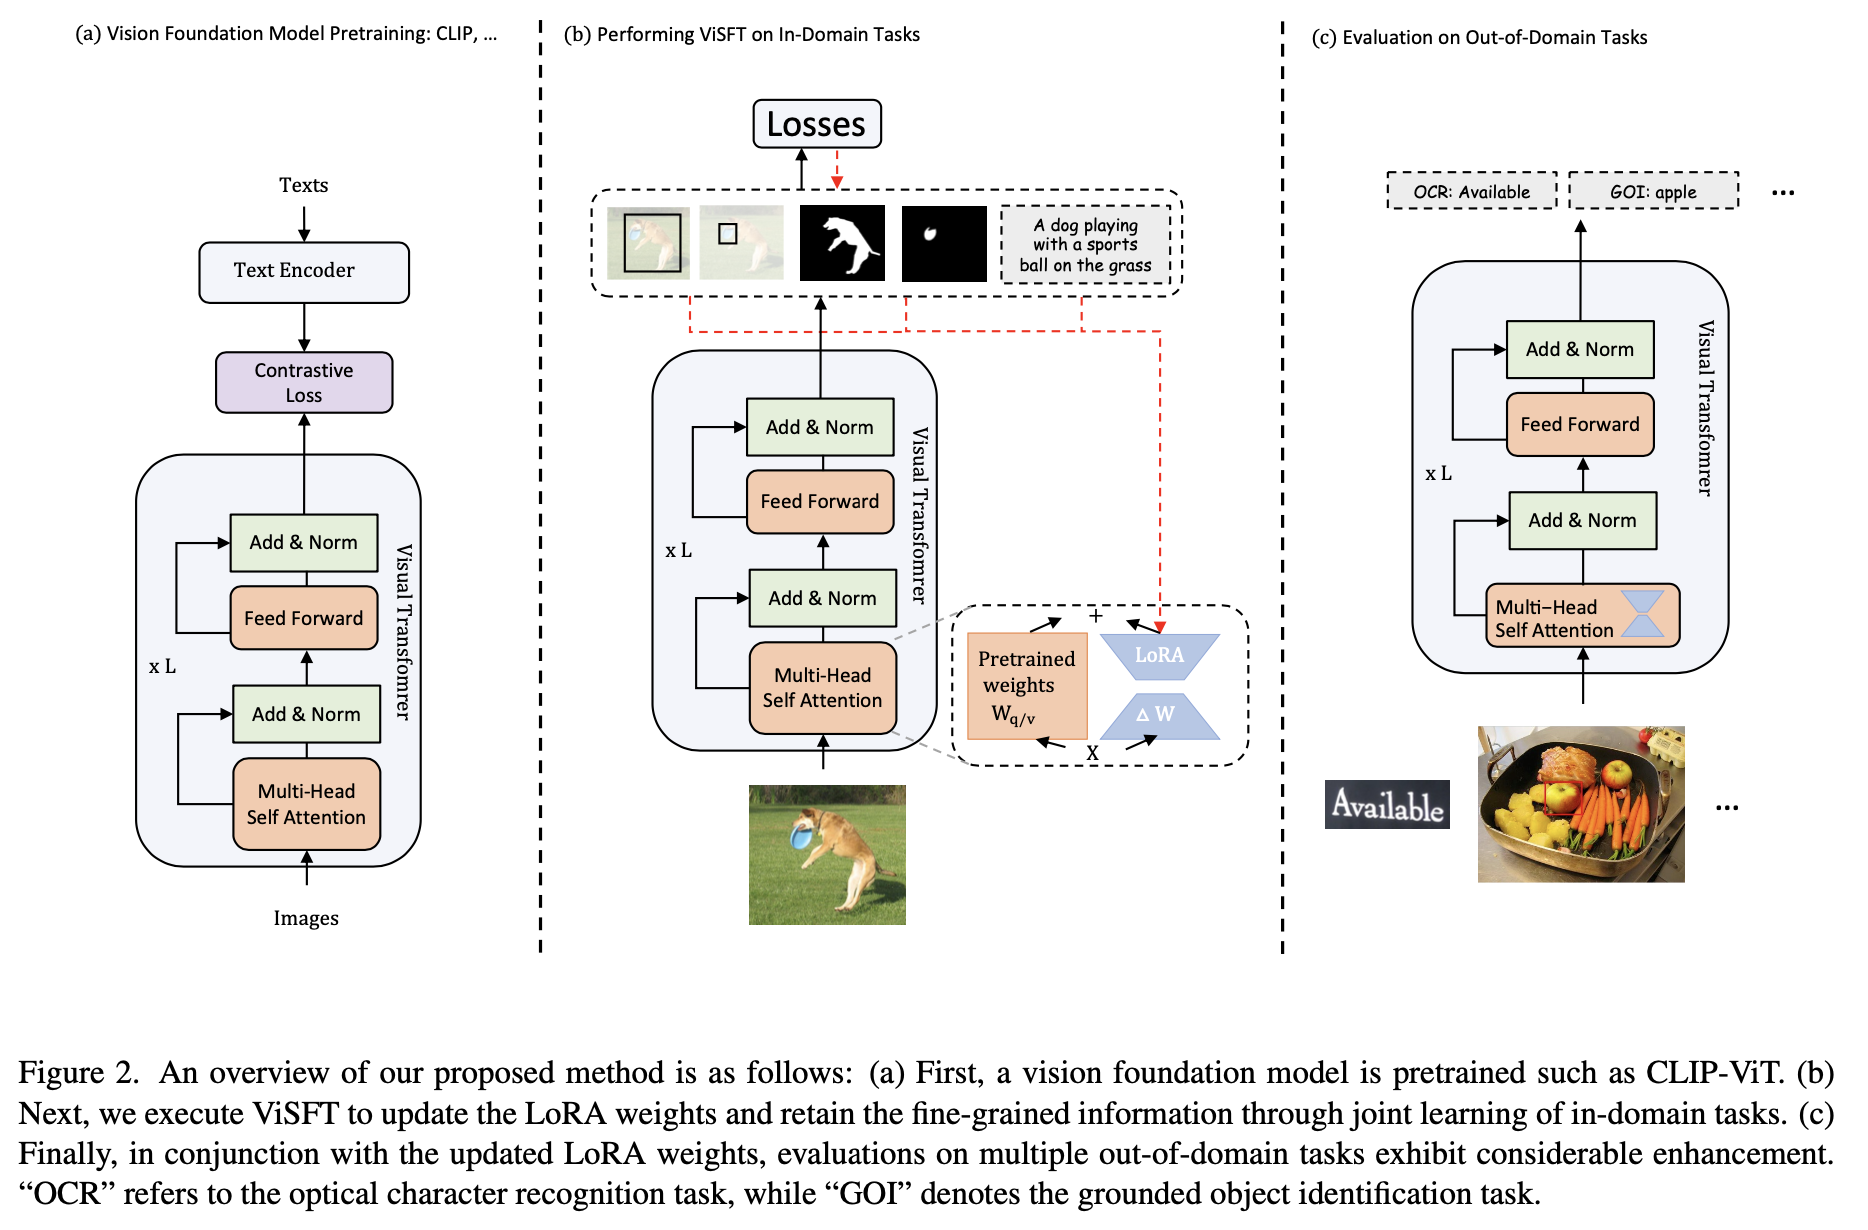 (a) Vision Foundation Model Pretraining: CLIP, ...
Texts
Text Encoder
Contrastive
Loss
Add & Norm
Feed Forward
Add & Norm
Multi-Head
Self Attention
x L
Visual Transfomrer
Images
(b) Performing ViSFT on In-Domain Tasks
Losses
A dog playing
with a sports
ball on the grass
Add & Norm
Feed Forward
Add & Norm
Multi-Head
Self Attention
x L
Visual Transfomrer
+
Pretrained
weights
W_q/v
LoRA
Δ W
X
(c) Evaluation on Out-of-Domain Tasks
OCR: Available
GOI: apple
...
Add & Norm
Feed Forward
Add & Norm
Multi-Head
Self Attention
x L
Visual Transfomrer
Available
...
Figure 2. An overview of our proposed method is as follows: (a) First, a vision foundation model is pretrained such as CLIP-ViT. (b)
Next, we execute ViSFT to update the LoRA weights and retain the fine-grained information through joint learning of in-domain tasks. (c)
Finally, in conjunction with the updated LoRA weights, evaluations on multiple out-of-domain tasks exhibit considerable enhancement.
“OCR” refers to the optical character recognition task, while “GOI” denotes the grounded object identification task.